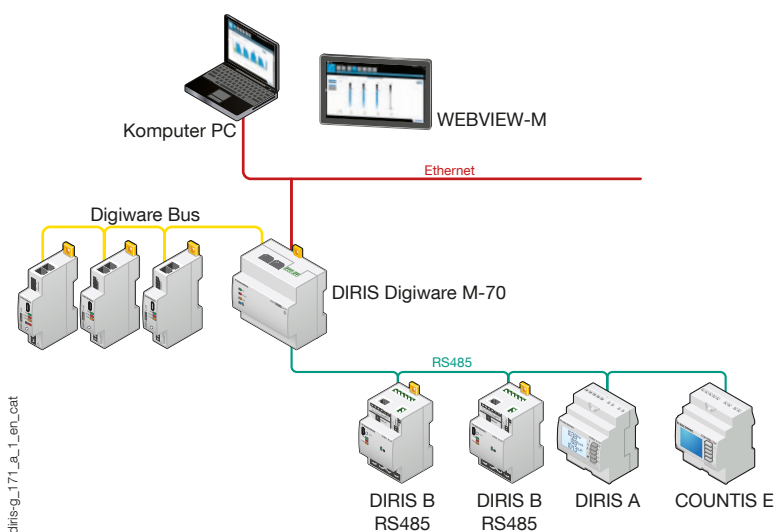 Komputer PC
WEBVIEW-M
Ethernet
Digiware Bus
DIRIS Digiware M-70
RS485
DIRIS B
RS485
DIRIS B
RS485
DIRIS A
COUNTIS E
diris-g_171_a_1_en_cat